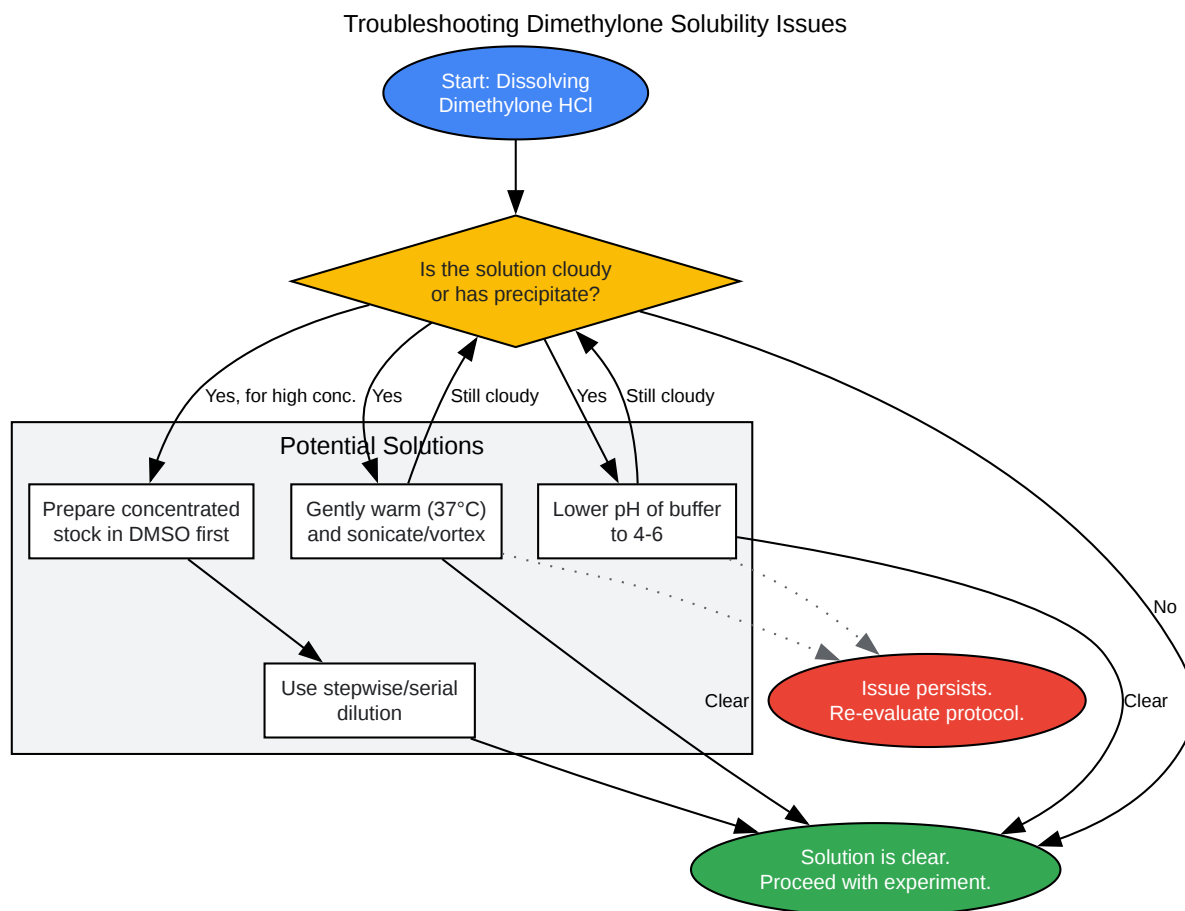 Troubleshooting Dimethylone Solubility Issues
Start: Dissolving
Dimethylone HCl
Is the solution cloudy
or has precipitate?
Yes, for high conc.
Yes
Still cloudy
Yes
Still cloudy
Potential Solutions
Prepare concentrated
stock in DMSO first
Gently warm (37°C)
and sonicate/vortex
Lower pH of buffer
to 4-6
No
Use stepwise/serial
dilution
Clear
Issue persists.
Re-evaluate protocol.
Clear
Solution is clear.
Proceed with experiment.